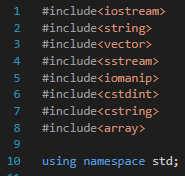 1 #include<iostream>
2 #include<string>
3 #include<vector>
4 #include<sstream>
5 #include<iomanip>
6 #include<cstdint>
7 #include<cstring>
8 #include<array>
9
10 using namespace std;